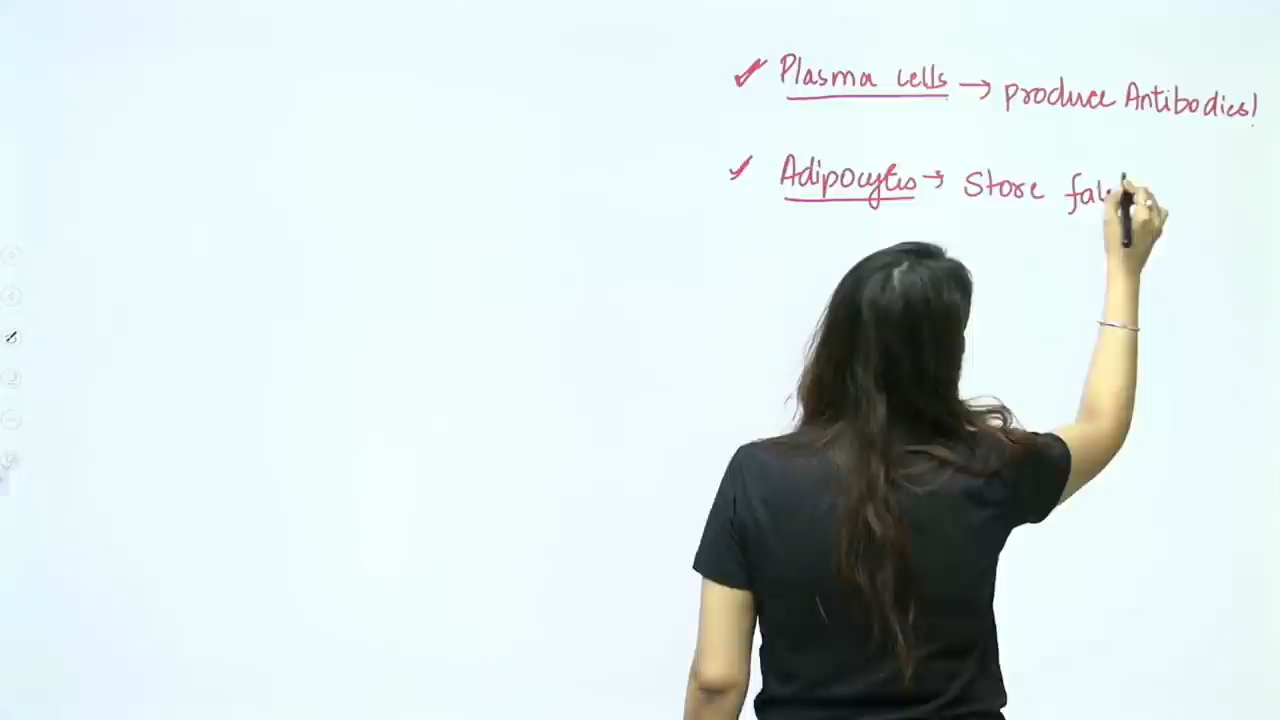 Plasma cells → produce Antibodies!
Adipocytes → Store fat